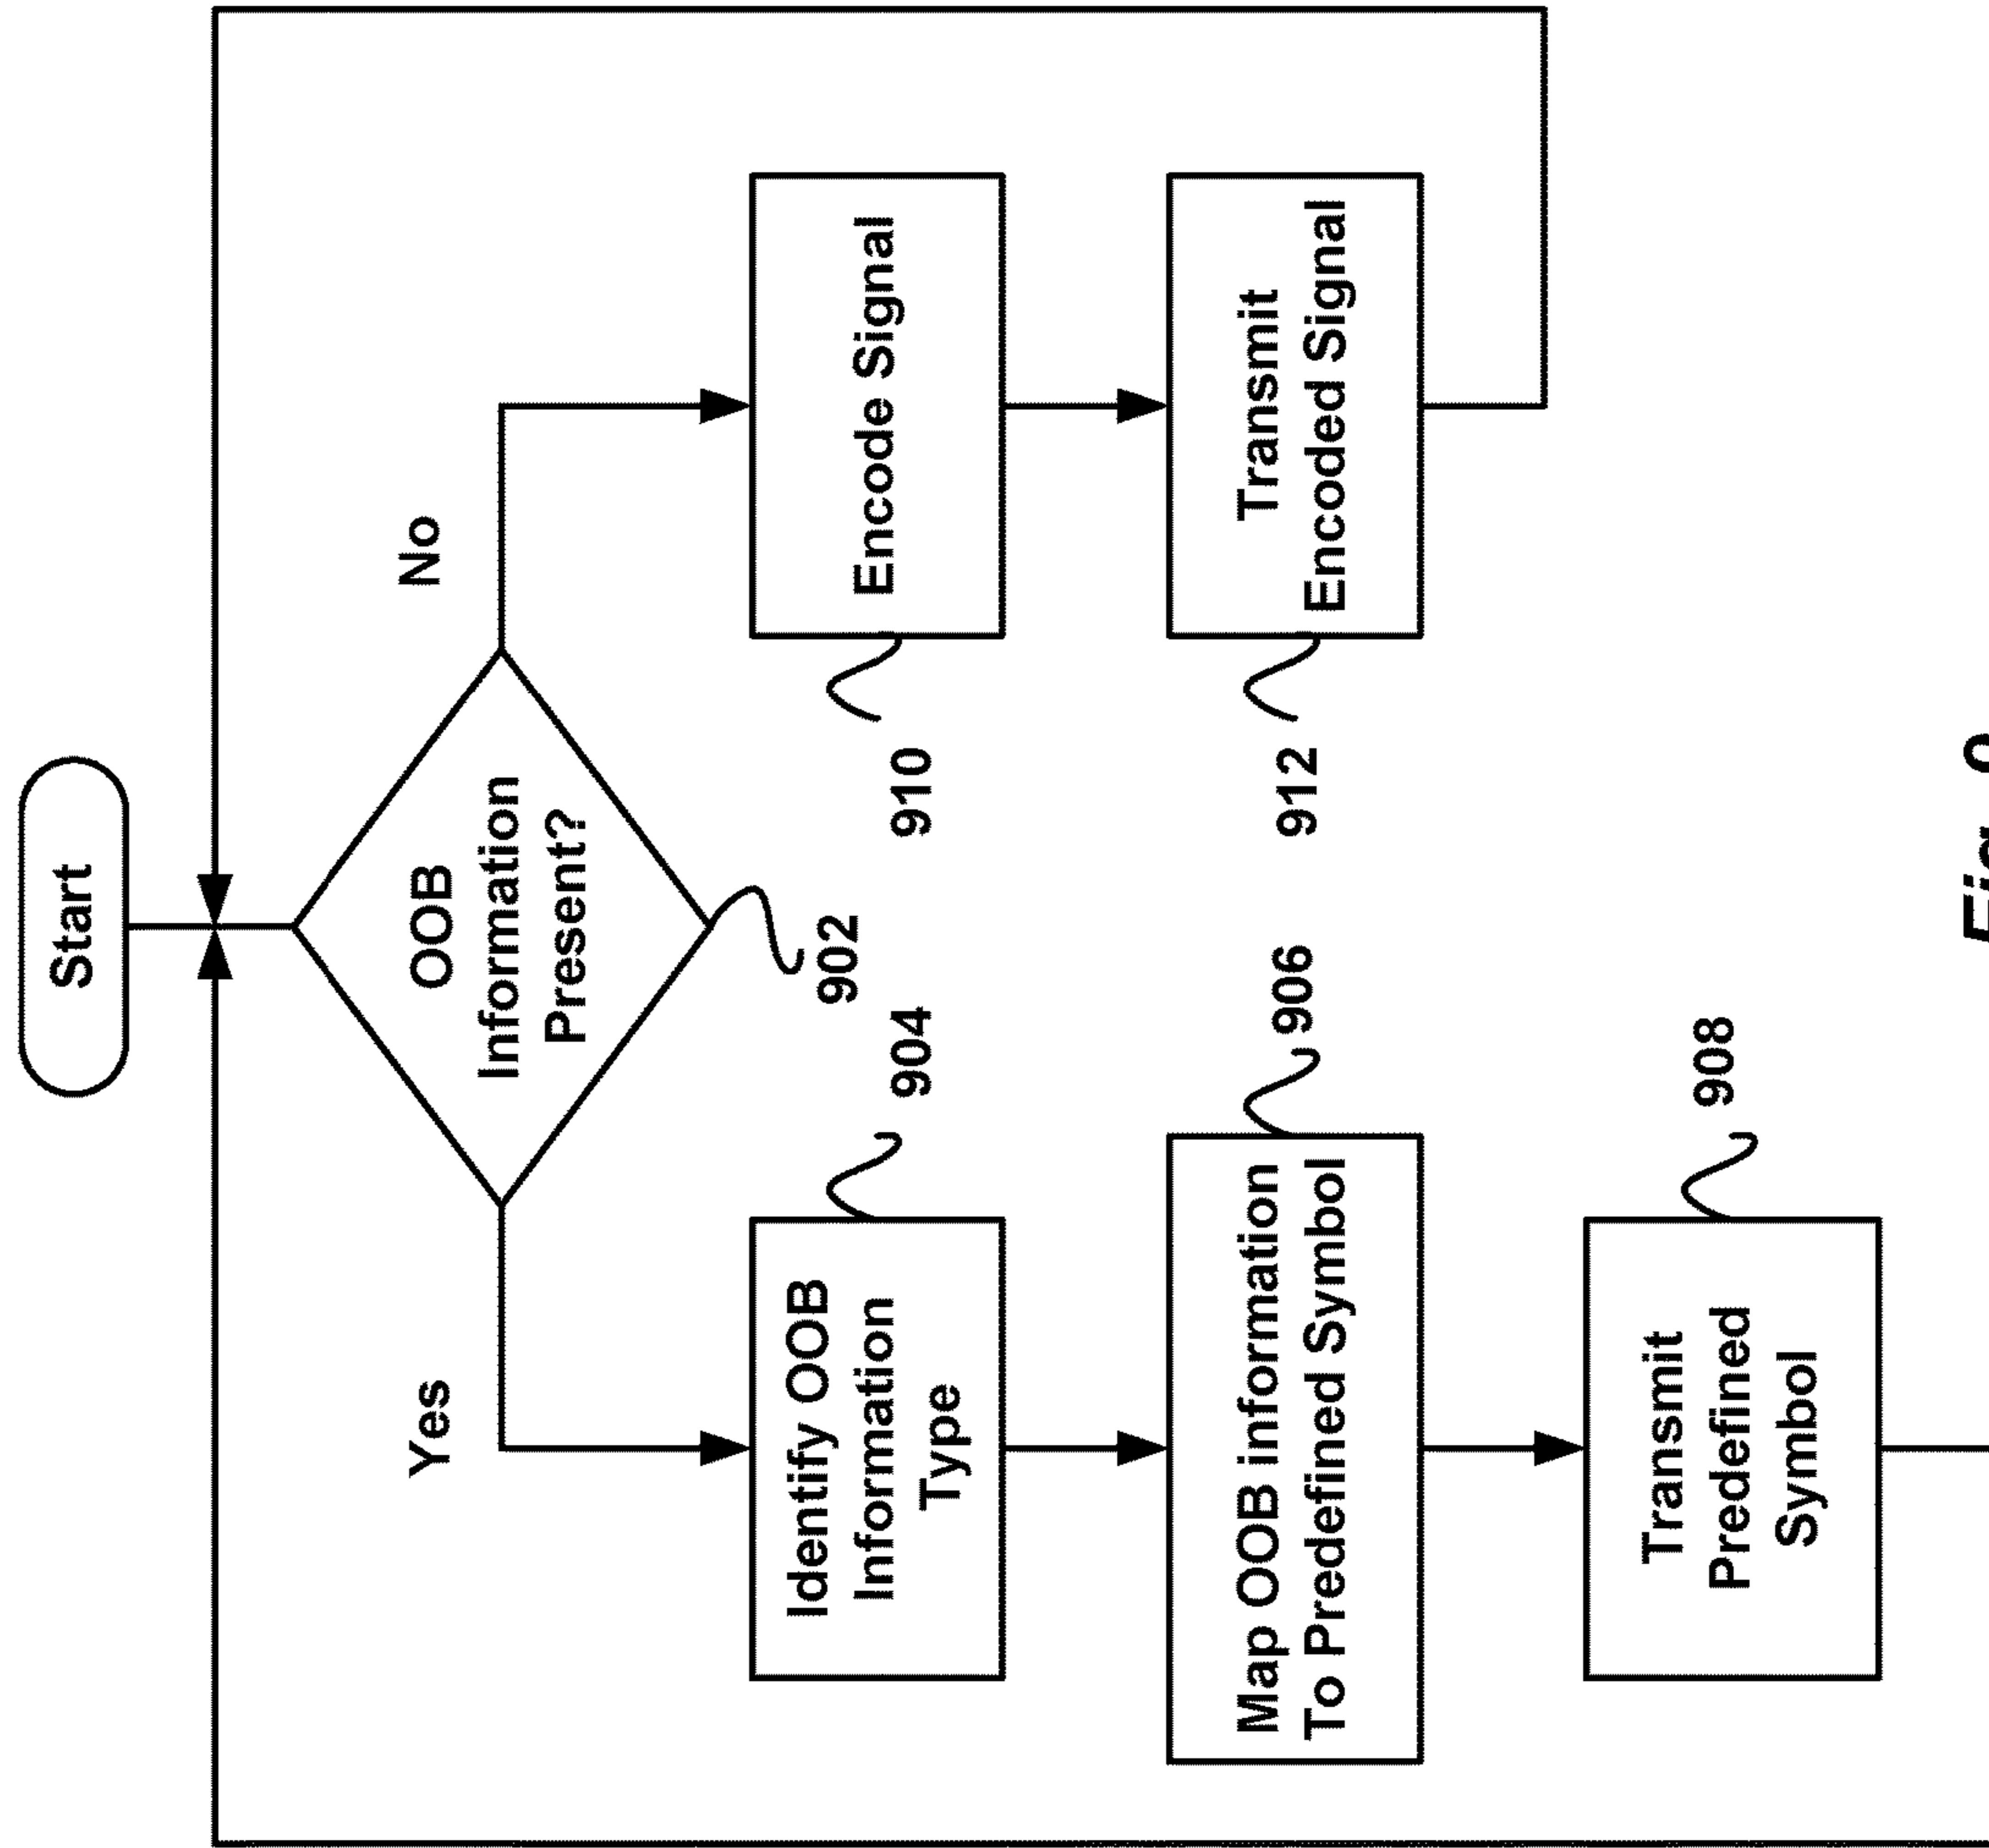 Start
OOB
Information
Present?
902
Yes
No
Identify OOB
Information
Type
904
Map OOB information
To Predefined Symbol
906
Transmit
Predefined
Symbol
908
Encode Signal
910
Transmit
Encoded Signal
912